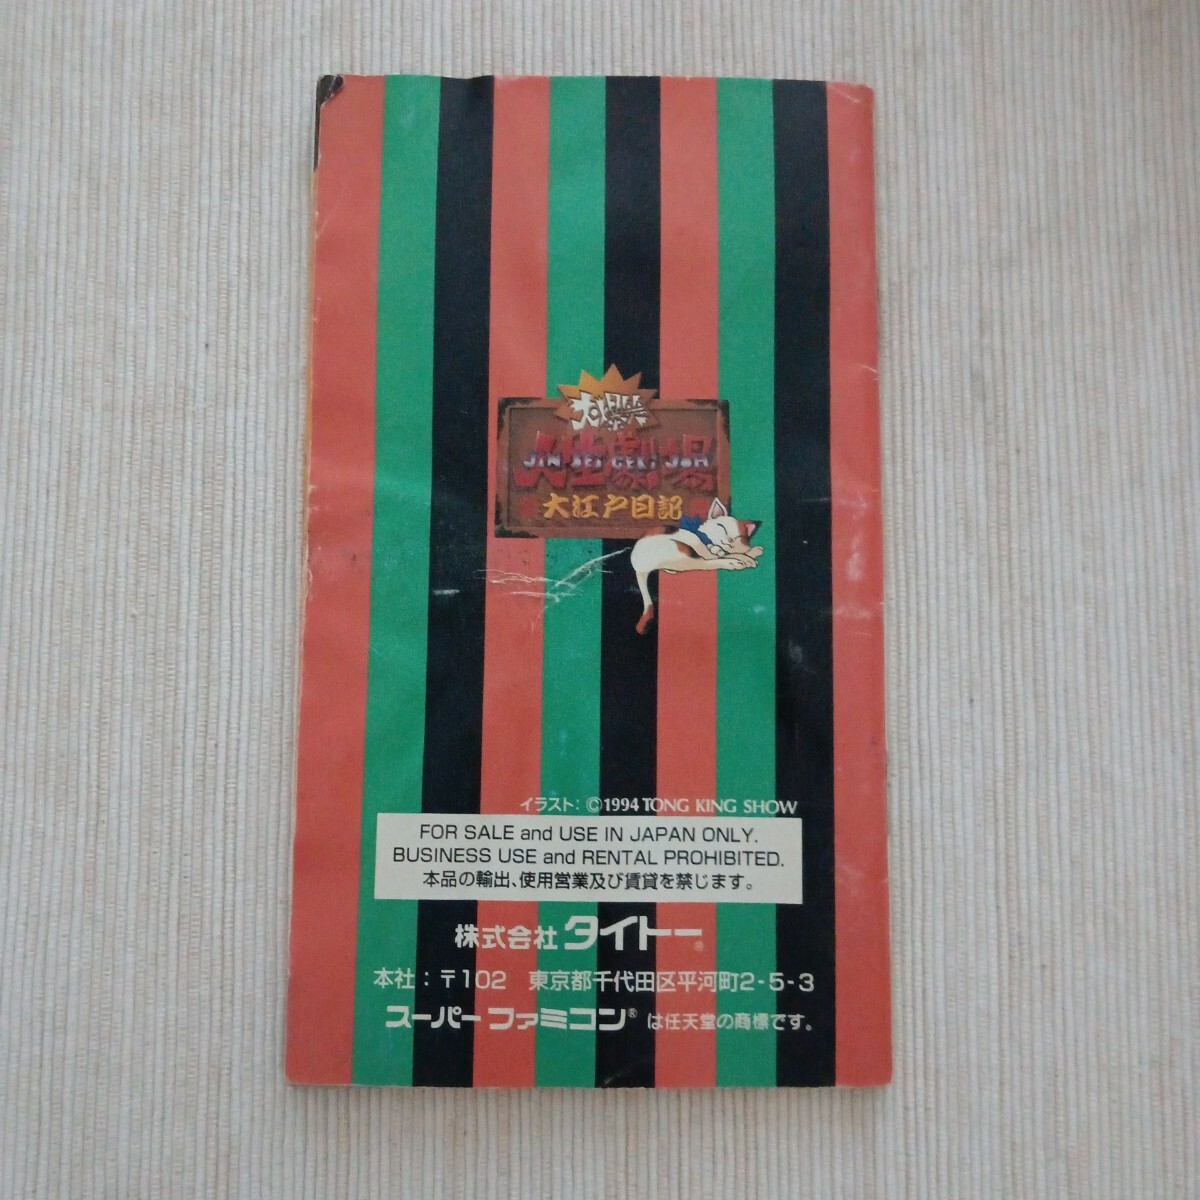 大爆笑
人生劇場
JINSEI GEKIJOH
大江戸日記
イラスト:©1994 TONG KING SHOW
FOR SALE and USE IN JAPAN ONLY.
BUSINESS USE and RENTAL PROHIBITED.
本品の輸出、使用営業及び賃貸を禁じます。
株式会社 タイトー®
本社:〒102 東京都千代田区平河町2-5-3
スーパーファミコン® は任天堂の商標です。